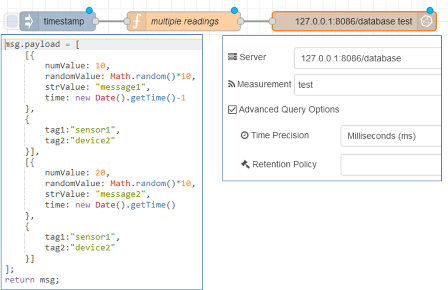 timestamp
multiple readings
127.0.0.1:8086/database test
msg.payload = [
[{
numValue: 10,
randomValue: Math.random()*10,
strValue: "message1",
time: new Date().getTime()-1
},
{
tag1:"sensor1",
tag2:"device2"
}],
[{
numValue: 20,
randomValue: Math.random()*10,
strValue: "message2",
time: new Date().getTime()
},
{
tag1:"sensor1",
tag2:"device2"
}]
];
return msg;
Server 127.0.0.1:8086/database
Measurement test
Advanced Query Options
Time Precision Milliseconds (ms)
Retention Policy